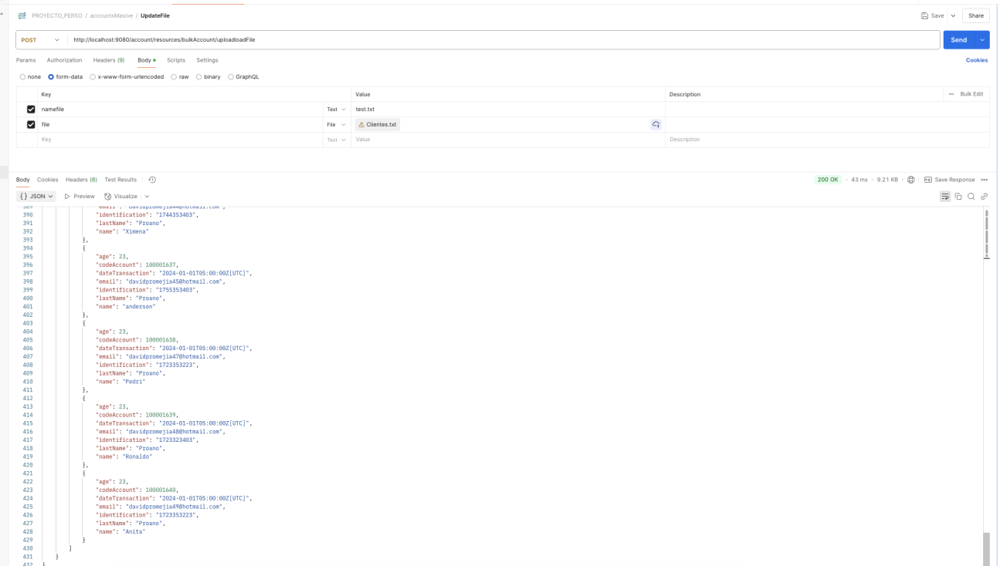 PROYECTO_PERSO / accountsMasive / UpdateFile
Save
Share
POST http://localhost:9080/account/resources/bulkAccount/uploadloadFile Send
Params Authorization Headers (9) Body Scripts Settings Cookies
none form-data x-www-form-urlencoded raw binary GraphQL
Key Value Description Bulk Edit
namefile Text test.txt
file File Clientes.txt
Key Text Value Description
Body Cookies Headers (8) Test Results 200 OK 43 ms 9.21 KB Save Response
{ } JSON Preview Visualize
389 "email": "davidpromejia44@hotmail.com",
390 "identification": "1744353403",
391 "lastName": "Proano",
392 "name": "Ximena"
393 },
394 {
395 "age": 23,
396 "codeAccount": 100001637,
397 "dateTransaction": "2024-01-01T05:00:00Z[UTC]",
398 "email": "davidpromejia45@hotmail.com",
399 "identification": "1755353403",
400 "lastName": "Proano",
401 "name": "anderson"
402 },
403 {
404 "age": 23,
405 "codeAccount": 100001638,
406 "dateTransaction": "2024-01-01T05:00:00Z[UTC]",
407 "email": "davidpromejia47@hotmail.com",
408 "identification": "1723353223",
409 "lastName": "Proano",
410 "name": "Pedri"
411 },
412 {
413 "age": 23,
414 "codeAccount": 100001639,
415 "dateTransaction": "2024-01-01T05:00:00Z[UTC]",
416 "email": "davidpromejia48@hotmail.com",
417 "identification": "1723323403",
418 "lastName": "Proano",
419 "name": "Ronaldo"
420 },
421 {
422 "age": 23,
423 "codeAccount": 100001640,
424 "dateTransaction": "2024-01-01T05:00:00Z[UTC]",
425 "email": "davidpromejia49@hotmail.com",
426 "identification": "1723353223",
427 "lastName": "Proano",
428 "name": "Anita"
429 }
430 ]
431 }
432 }